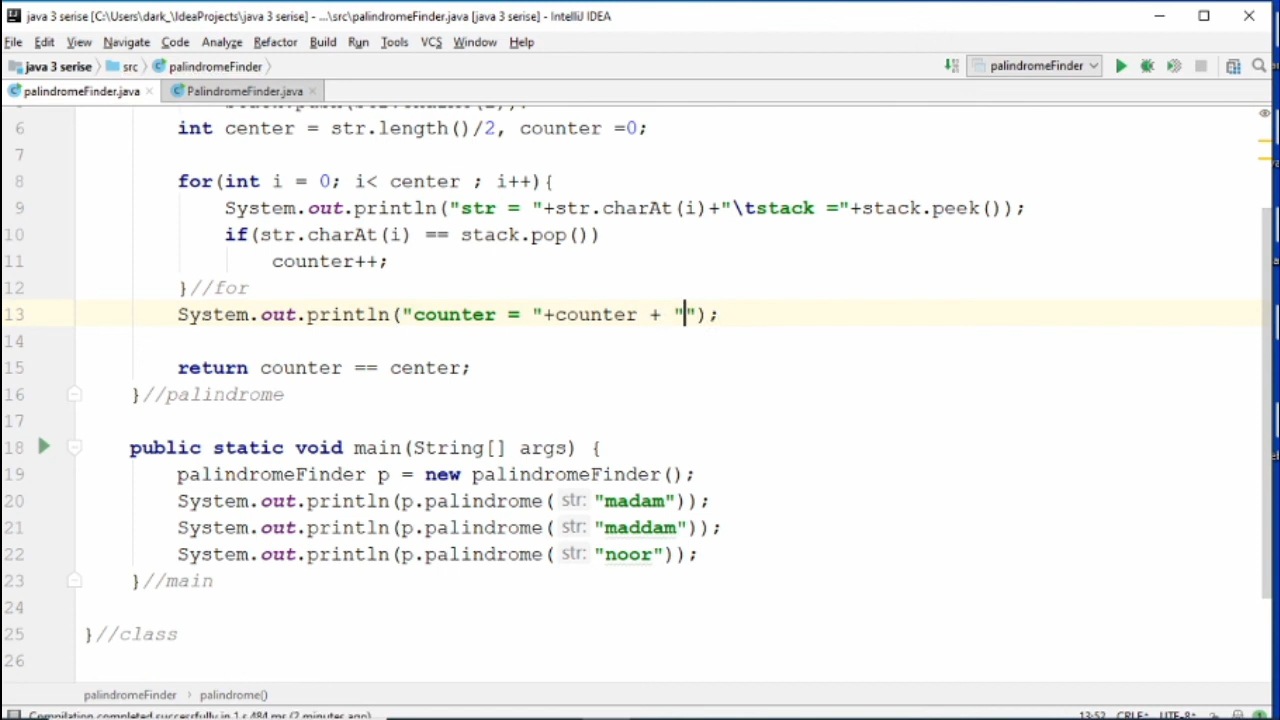 java 3 serise [C:\Users\dark_\IdeaProjects\java 3 serise] - ...\src\palindromeFinder.java [java 3 serise] - IntelliJ IDEA
File Edit View Navigate Code Analyze Refactor Build Run Tools VCS Window Help
java 3 serise src palindromeFinder palindromeFinder
palindromeFinder.java PalindromeFinder.java
6 int center = str.length()/2, counter =0;
7
8 for(int i = 0; i< center ; i++){
9 System.out.println("str = "+str.charAt(i)+"\tstack ="+stack.peek());
10 if(str.charAt(i) == stack.pop())
11 counter++;
12 }//for
13 System.out.println("counter = "+counter + "");
14
15 return counter == center;
16 }//palindrome
17
18 public static void main(String[] args) {
19 palindromeFinder p = new palindromeFinder();
20 System.out.println(p.palindrome( str: "madam"));
21 System.out.println(p.palindrome( str: "maddam"));
22 System.out.println(p.palindrome( str: "noor"));
23 }//main
24
25 }//class
26
palindromeFinder › palindrome()
Compilation completed successfully in 1 s 484 ms (2 minutes ago) 13:52 CRLF UTF-8